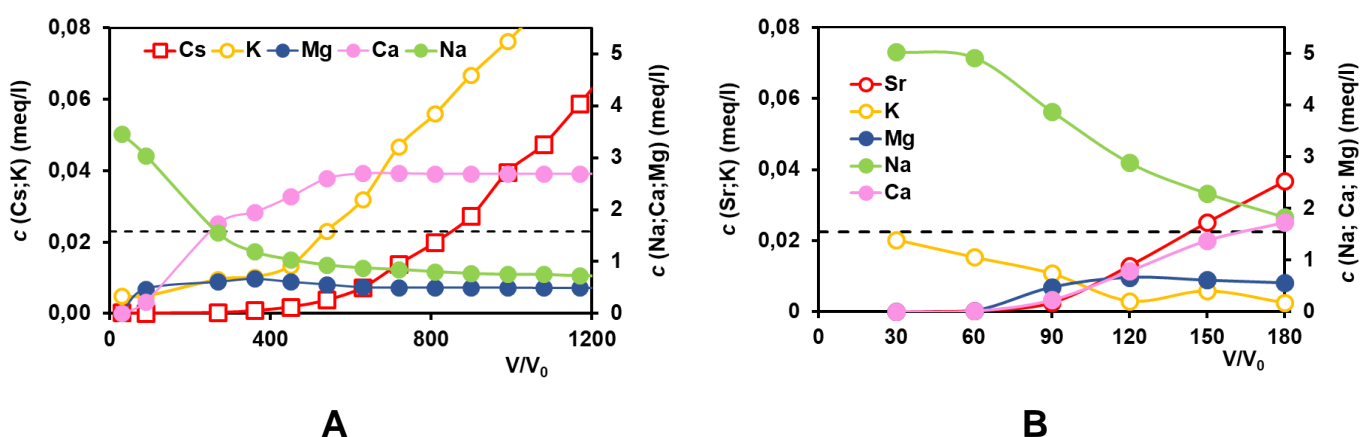 0,08
0,06
0,04
0,02
0,00
c (Cs;K) (meq/l)
Cs K Mg Ca Na
5
4
3
2
1
0
c (Na;Ca;Mg) (meq/l)
0 400 800 1200
V/V0
A
0,08
0,06
0,04
0,02
0
c (Sr;K) (meq/l)
Sr
K
Mg
Na
Ca
5
4
3
2
1
0
c (Na; Ca; Mg) (meq/l)
0 30 60 90 120 150 180
V/V0
B